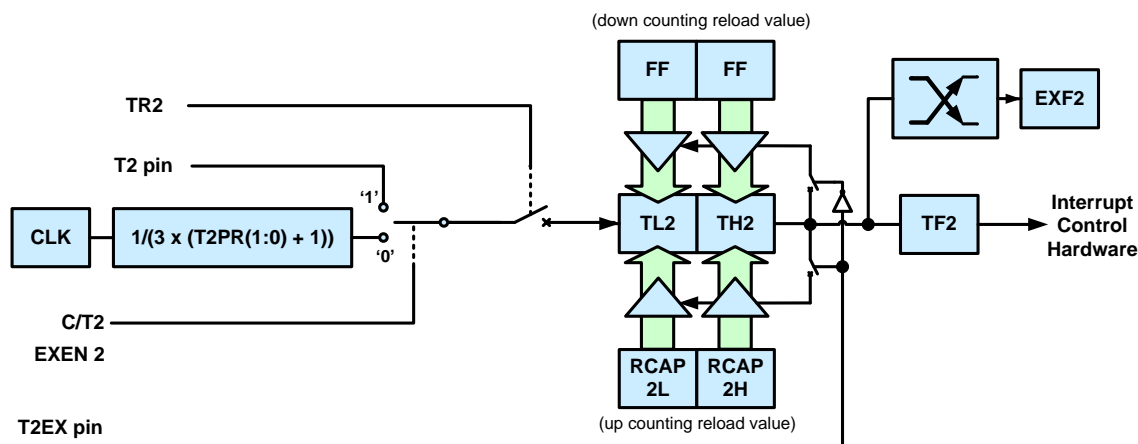 (down counting reload value)
FF
FF
EXF2
TR2
T2 pin
‘1’
CLK
1/(3 x (T2PR(1:0) + 1))
‘0’
TL2
TH2
TF2
Interrupt
Control
Hardware
C/T2
EXEN 2
RCAP
2L
RCAP
2H
(up counting reload value)
T2EX pin